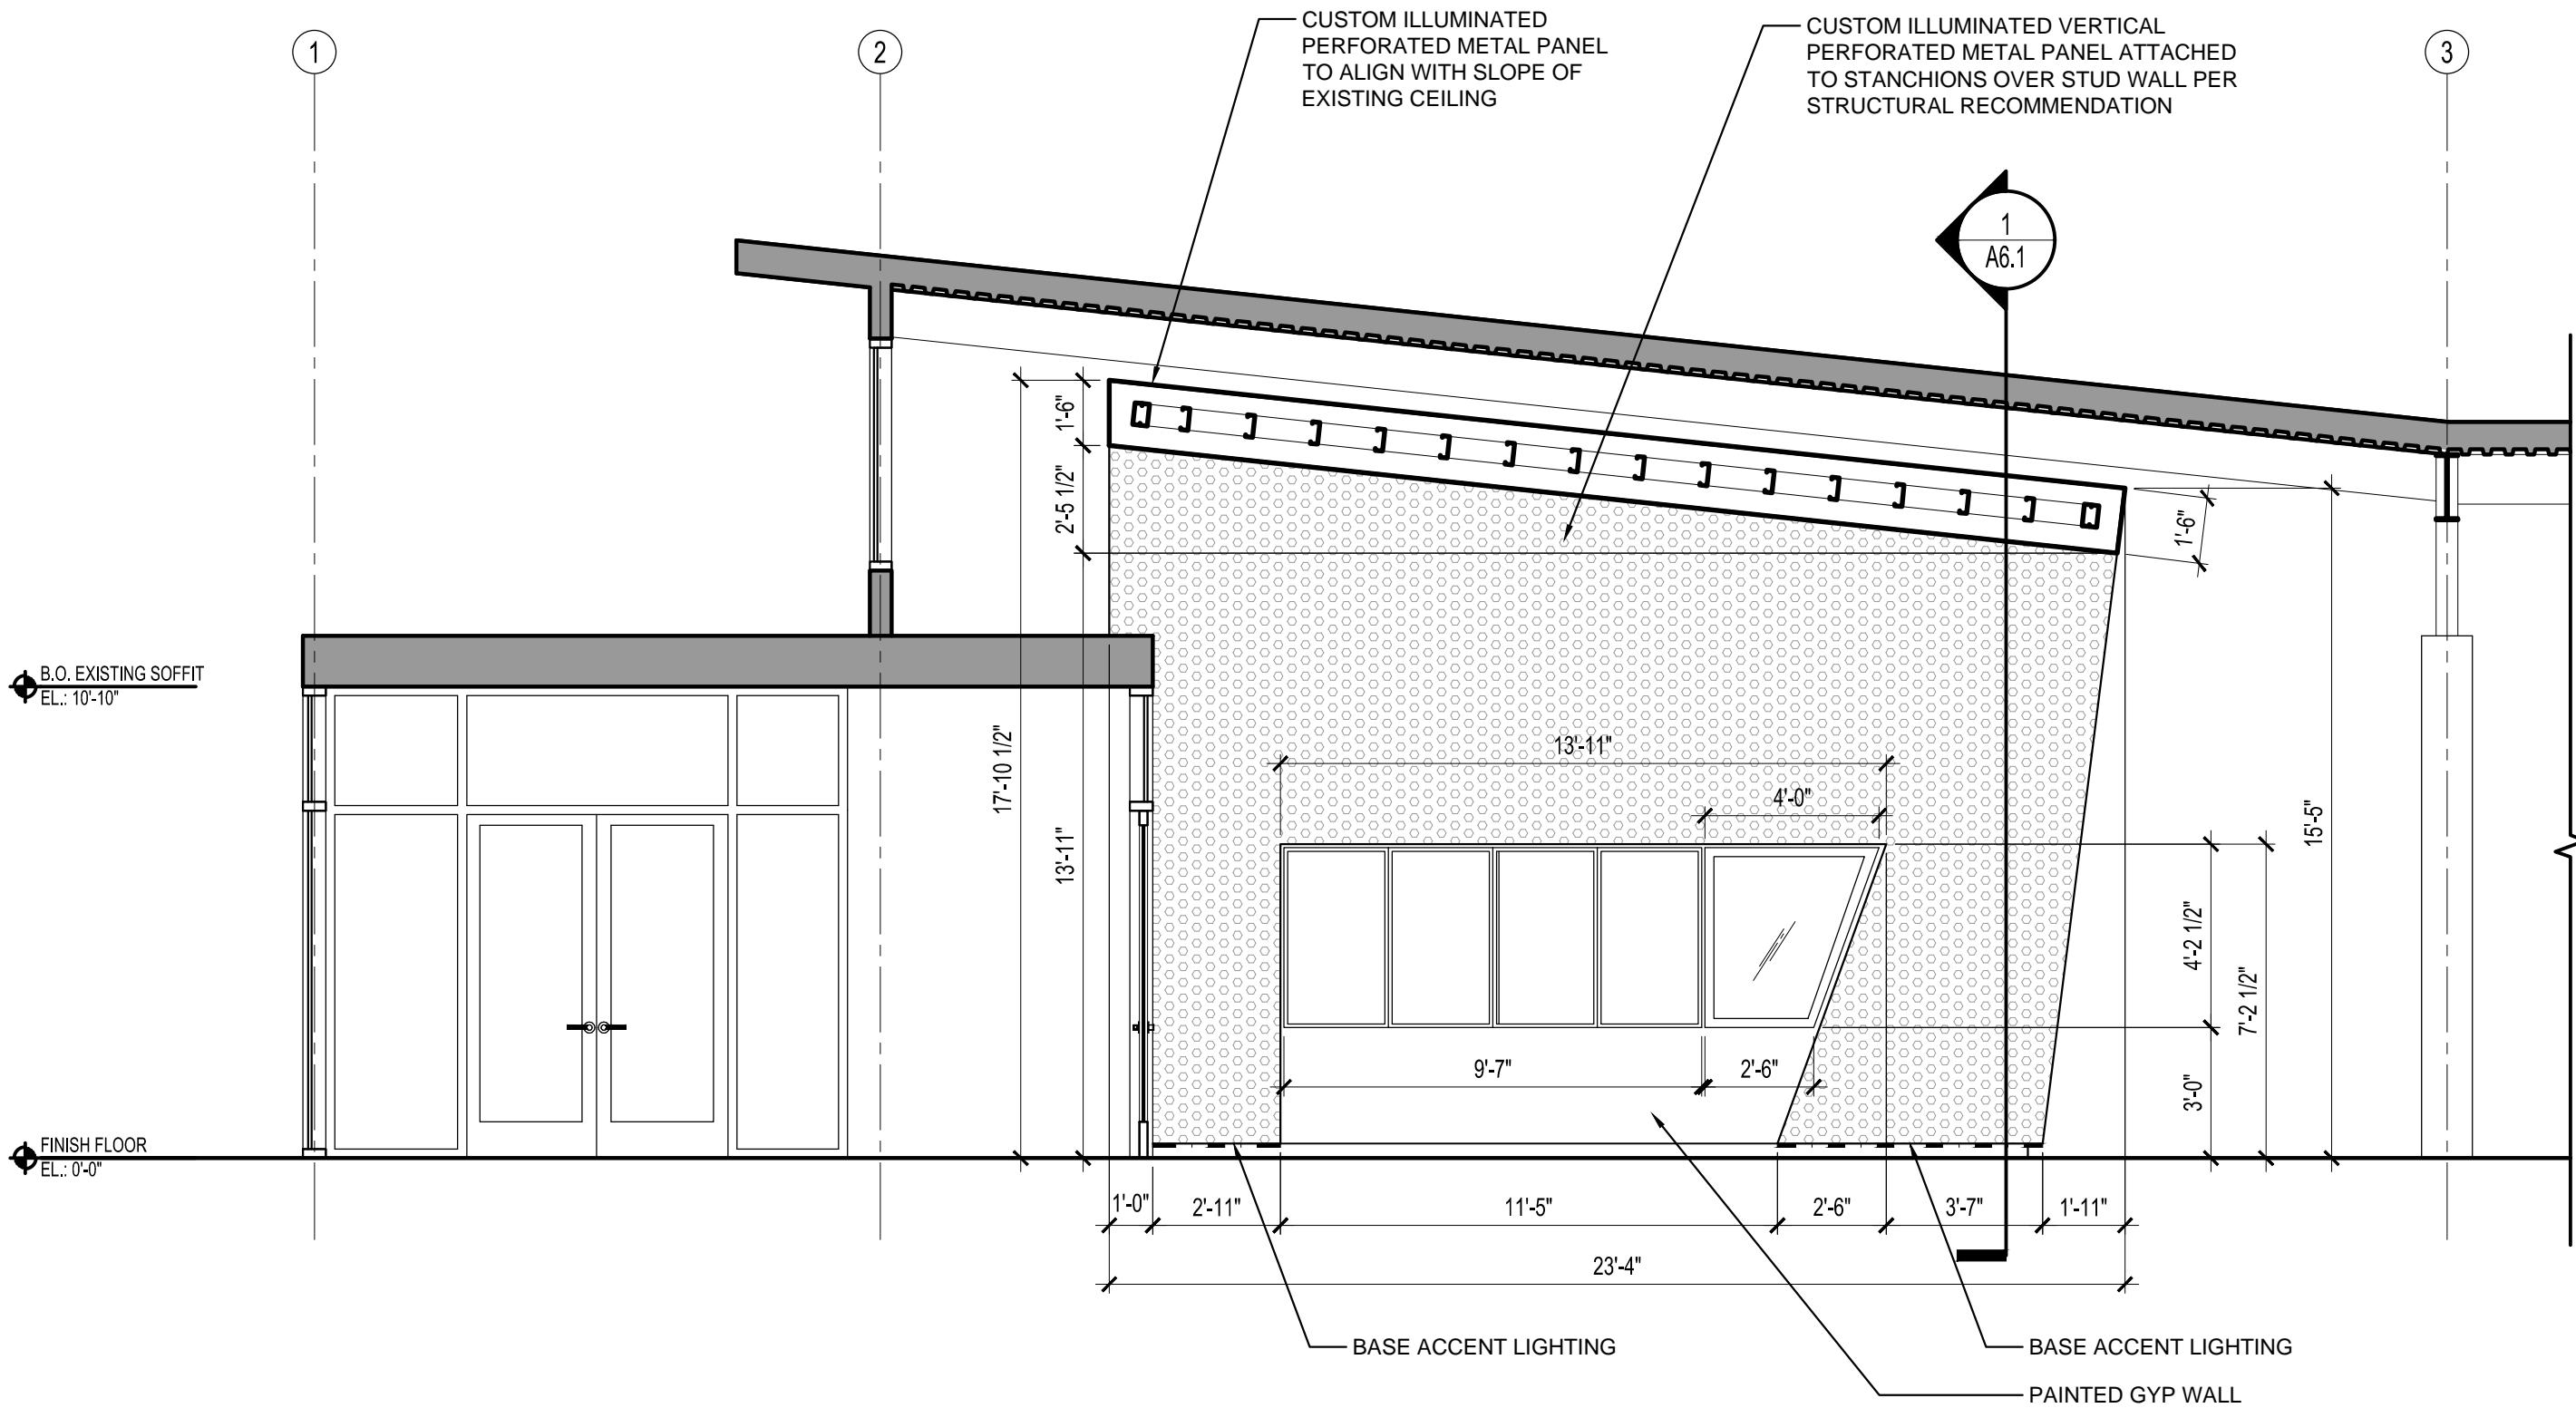 1
2
3
CUSTOM ILLUMINATED
PERFORATED METAL PANEL
TO ALIGN WITH SLOPE OF
EXISTING CEILING
CUSTOM ILLUMINATED VERTICAL
PERFORATED METAL PANEL ATTACHED
TO STANCHIONS OVER STUD WALL PER
STRUCTURAL RECOMMENDATION
1
A6.1
1'-6"
2'-5 1/2"
1'-6"
B.O. EXISTING SOFFIT
EL.: 10'-10"
17'-10 1/2"
13'-11"
13'-11"
4'-0"
15'-5"
4'-2 1/2"
7'-2 1/2"
3'-0"
9'-7"
2'-6"
FINISH FLOOR
EL.: 0'-0"
1'-0"
2'-11"
11'-5"
2'-6"
3'-7"
1'-11"
23'-4"
BASE ACCENT LIGHTING
BASE ACCENT LIGHTING
PAINTED GYP WALL